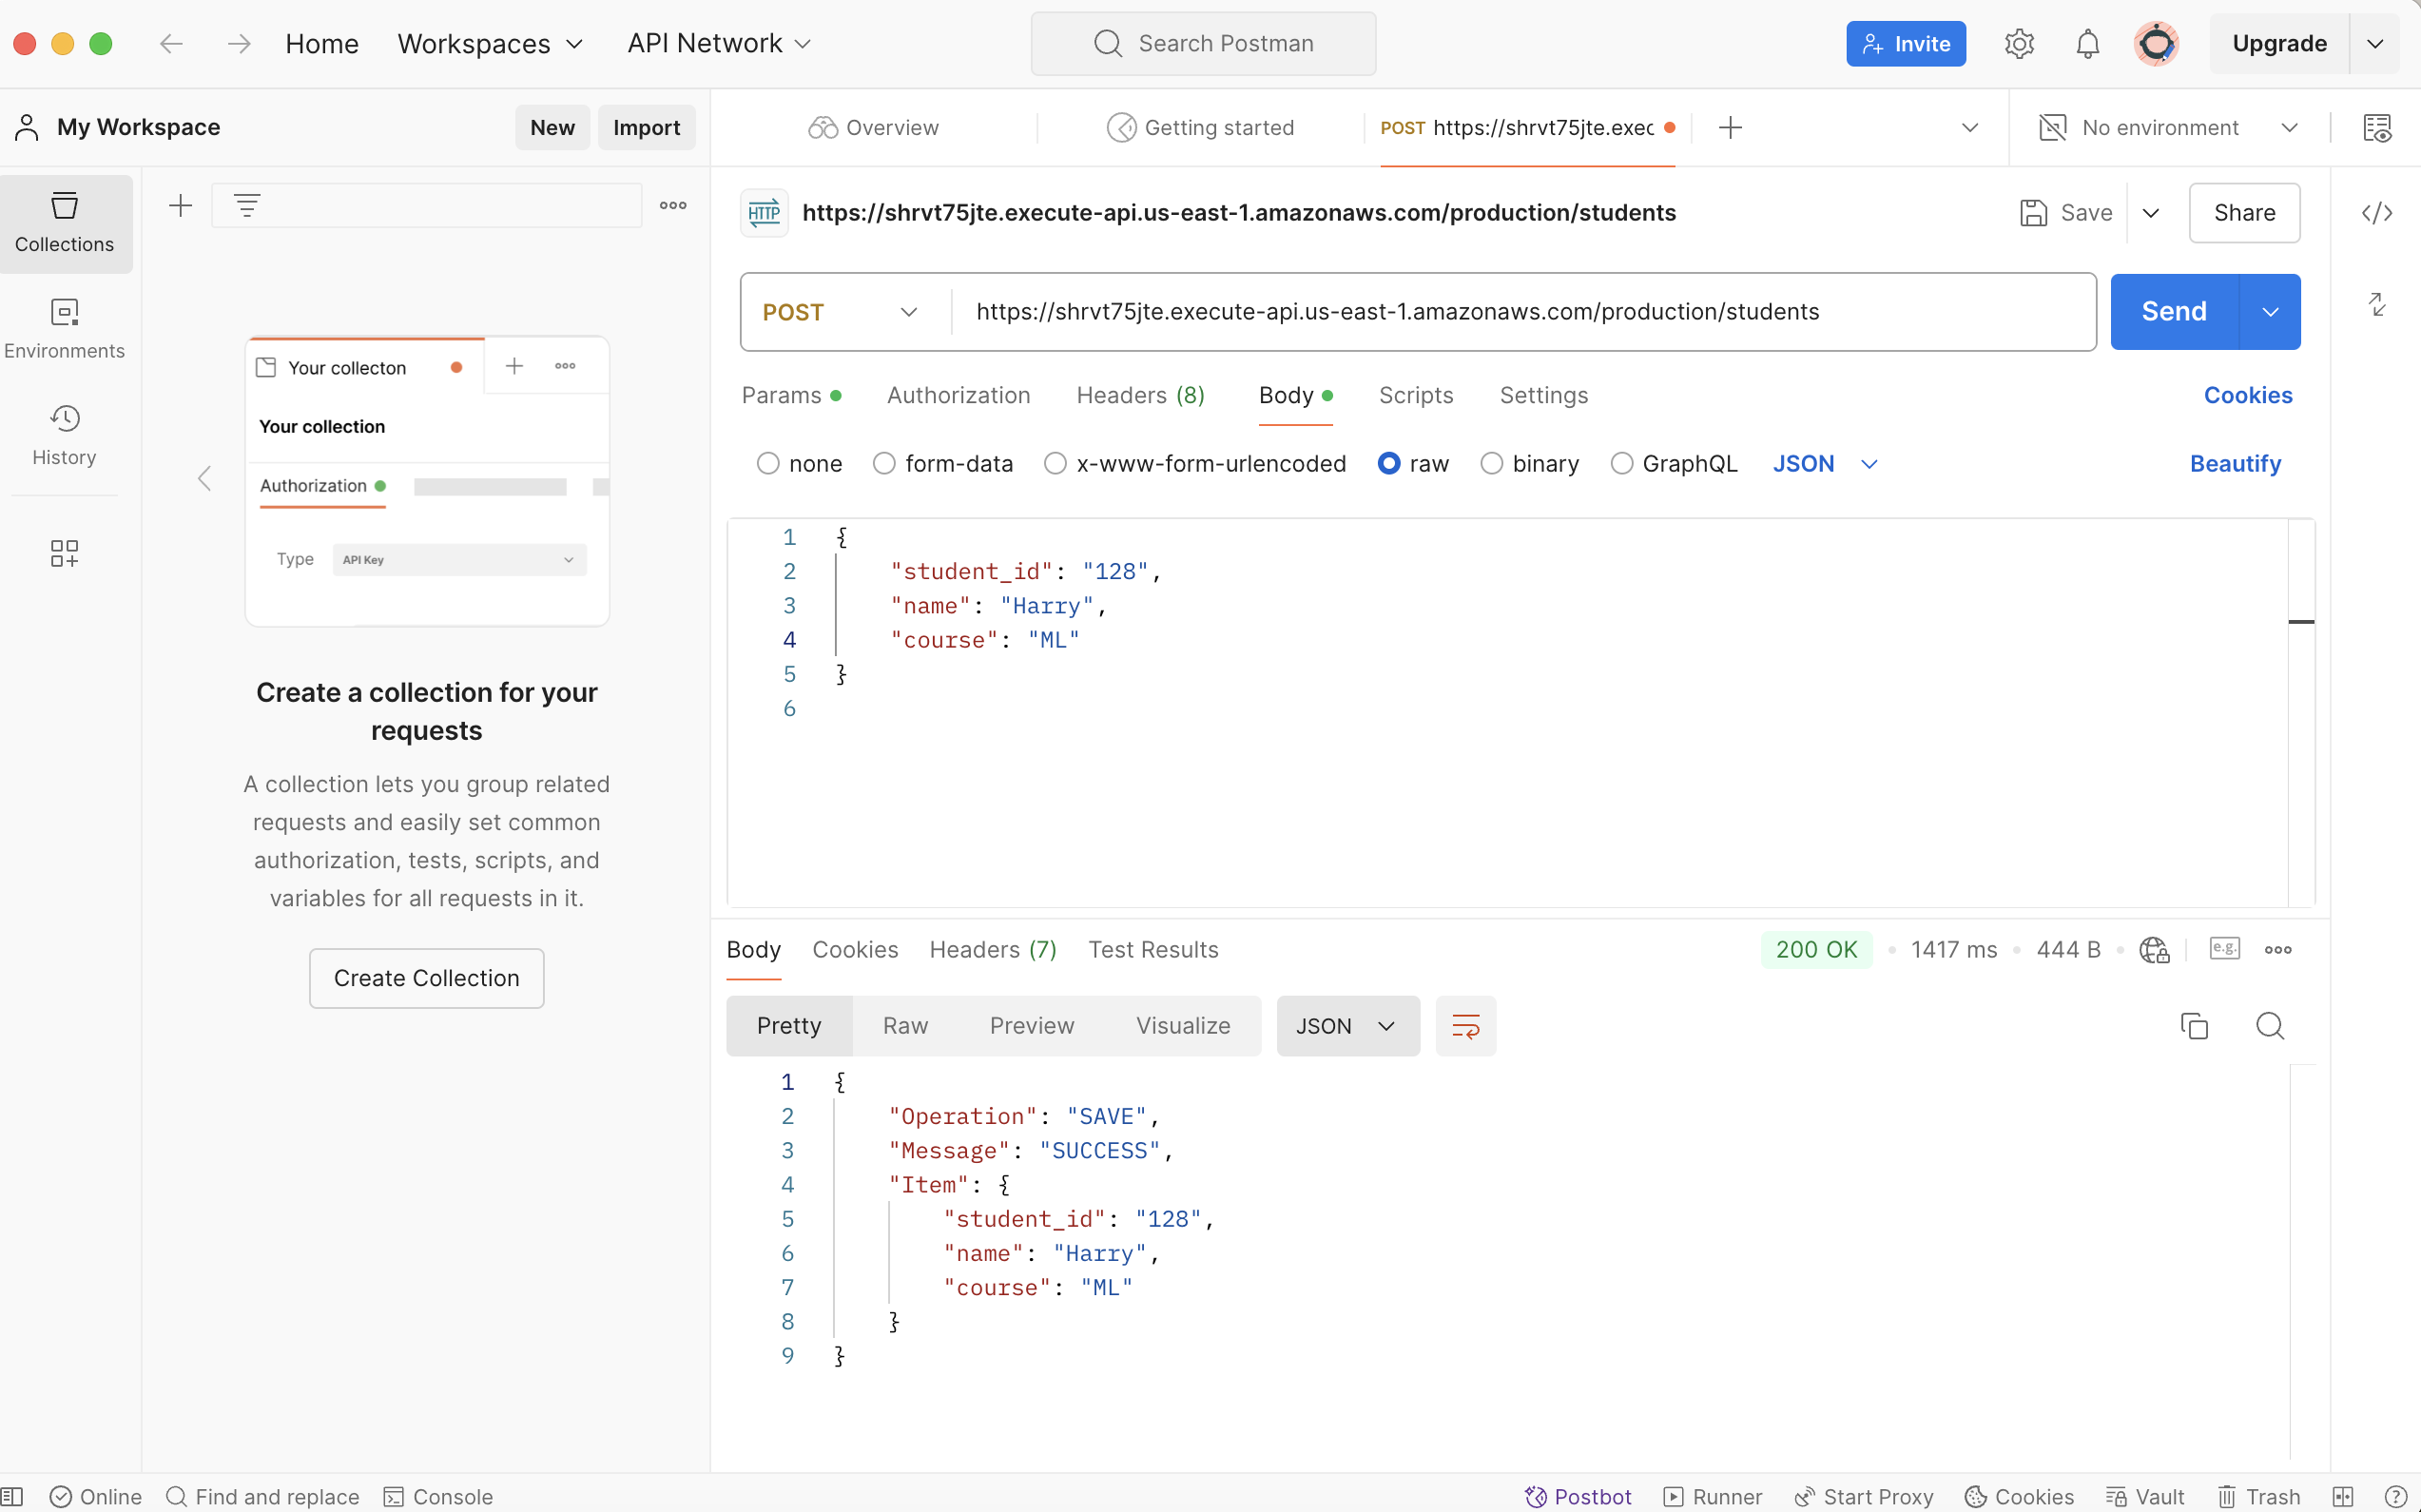 Home
Workspaces
API Network
Search Postman
Invite
Upgrade
My Workspace
New
Import
Overview
Getting started
POST https://shrvt75jte.exec
No environment
Collections
Environments
History
Your collecton
Your collection
Authorization
Type
API Key
Create a collection for your
requests
A collection lets you group related
requests and easily set common
authorization, tests, scripts, and
variables for all requests in it.
Create Collection
HTTP
https://shrvt75jte.execute-api.us-east-1.amazonaws.com/production/students
Save
Share
POST
https://shrvt75jte.execute-api.us-east-1.amazonaws.com/production/students
Send
Params
Authorization
Headers (8)
Body
Scripts
Settings
Cookies
none
form-data
x-www-form-urlencoded
raw
binary
GraphQL
JSON
Beautify
1 {
2 "student_id": "128",
3 "name": "Harry",
4 "course": "ML"
5 }
6
Body
Cookies
Headers (7)
Test Results
200 OK
1417 ms
444 B
e.g.
Pretty
Raw
Preview
Visualize
JSON
1 {
2 "Operation": "SAVE",
3 "Message": "SUCCESS",
4 "Item": {
5 "student_id": "128",
6 "name": "Harry",
7 "course": "ML"
8 }
9 }
Online
Find and replace
Console
Postbot
Runner
Start Proxy
Cookies
Vault
Trash